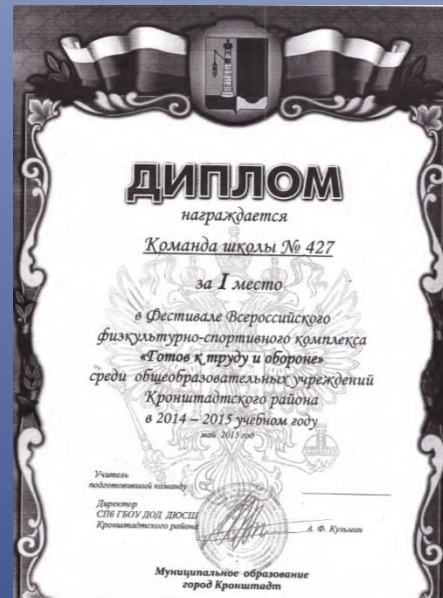 ДИПЛОМ
награждается
Команда школы № 427
за I место
в Фестивале Всероссийского
физкультурно-спортивного комплекса
«Готов к труду и обороне»
среди общеобразовательных учреждений
Кронштадтского района
в 2014 – 2015 учебном году
май 2015 год
Учитель
подготовивший команду
Директор
СПб ГБОУ ДОД ДЮСШ
Кронштадтского района
А. Ф. Кузьмин
Муниципальное образование
город Кронштадт